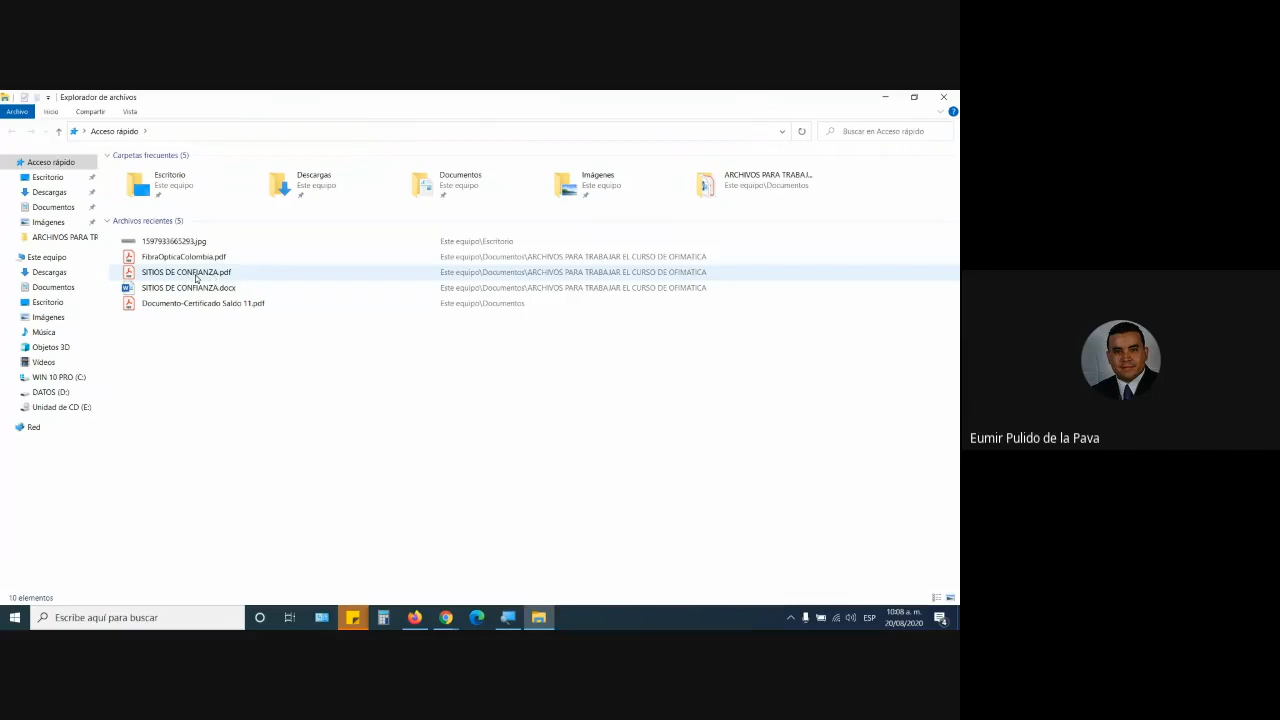 Explorador de archivos
Archivo Inicio Compartir Vista
Acceso rápido
Buscar en Acceso rápido
Acceso rápido
Escritorio
Descargas
Documentos
Imágenes
ARCHIVOS PARA TR
Este equipo
Descargas
Documentos
Escritorio
Imágenes
Música
Objetos 3D
Vídeos
WIN 10 PRO (C:)
DATOS (D:)
Unidad de CD (E:)
Red
Carpetas frecuentes (5)
Escritorio
Este equipo
Descargas
Este equipo
Documentos
Este equipo
Imágenes
Este equipo
ARCHIVOS PARA TRABAJ...
Este equipo\Documentos
Archivos recientes (5)
1597933665293.jpg Este equipo\Escritorio
FibraOpticaColombia.pdf Este equipo\Documentos\ARCHIVOS PARA TRABAJAR EL CURSO DE OFIMATICA
SITIOS DE CONFIANZA.pdf Este equipo\Documentos\ARCHIVOS PARA TRABAJAR EL CURSO DE OFIMATICA
SITIOS DE CONFIANZA.docx Este equipo\Documentos\ARCHIVOS PARA TRABAJAR EL CURSO DE OFIMATICA
Documento-Certificado Saldo 11.pdf Este equipo\Documentos
10 elementos
Escribe aquí para buscar
ESP
10:08 a. m.
20/08/2020
4
Eumir Pulido de la Pava